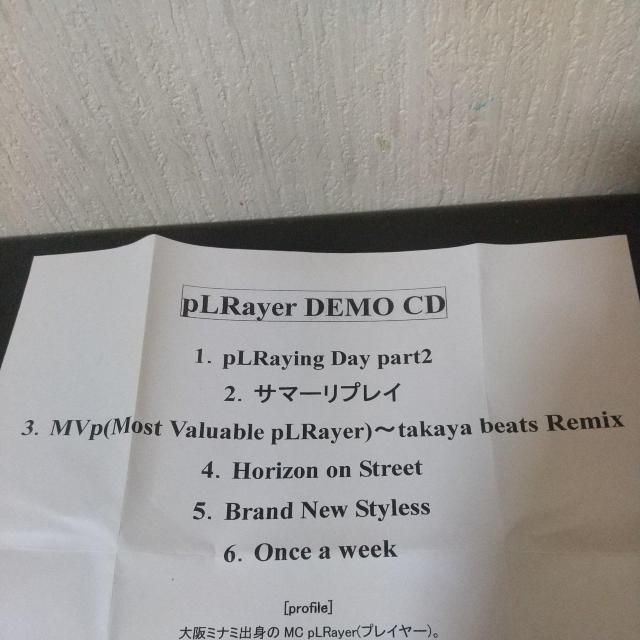 pLRayer DEMO CD
1. pLRaying Day part2
2. サマーリプレイ
3. MVp(Most Valuable pLRayer)～takaya beats Remix
4. Horizon on Street
5. Brand New Styless
6. Once a week
[profile]
大阪ミナミ出身の MC pLRayer(プレイヤー)。